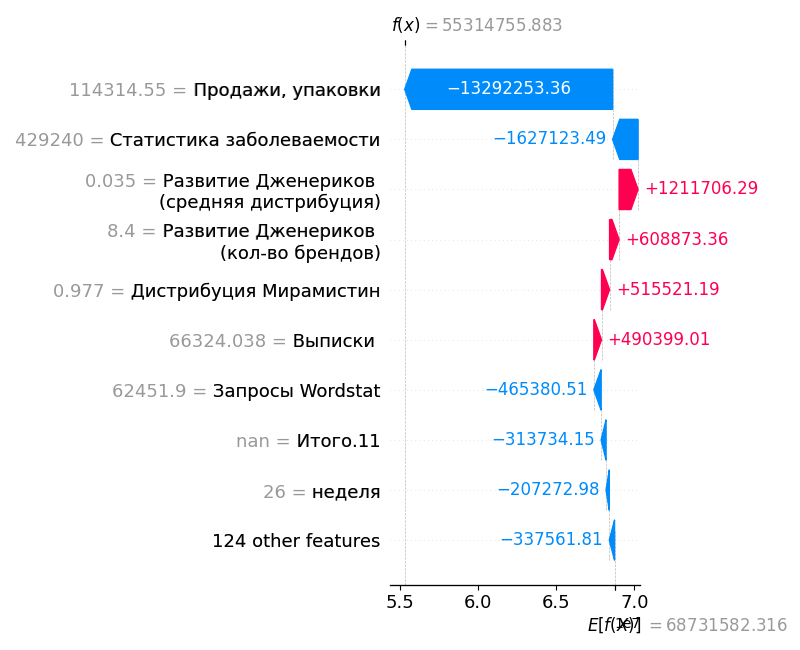 f(x) = 55314755.883
114314.55 = Продажи, упаковки
−13292253.36
429240 = Статистика заболеваемости
−1627123.49
0.035 = Развитие Дженериков
(средняя дистрибуция)
+1211706.29
8.4 = Развитие Дженериков
(кол-во брендов)
+608873.36
0.977 = Дистрибуция Мирамистин
+515521.19
66324.038 = Выписки
+490399.01
62451.9 = Запросы Wordstat
−465380.51
nan = Итого.11
−313734.15
26 = неделя
−207272.98
124 other features
−337561.81
5.5 6.0 6.5 7.0
E[f(X)] = 68731582.316